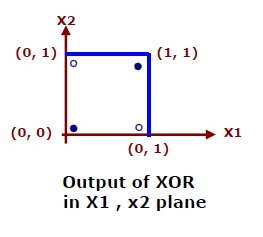 X2
(0, 1)
(1, 1)
(0, 0)
X1
(0, 1)
Output of XOR
in X1 , x2 plane